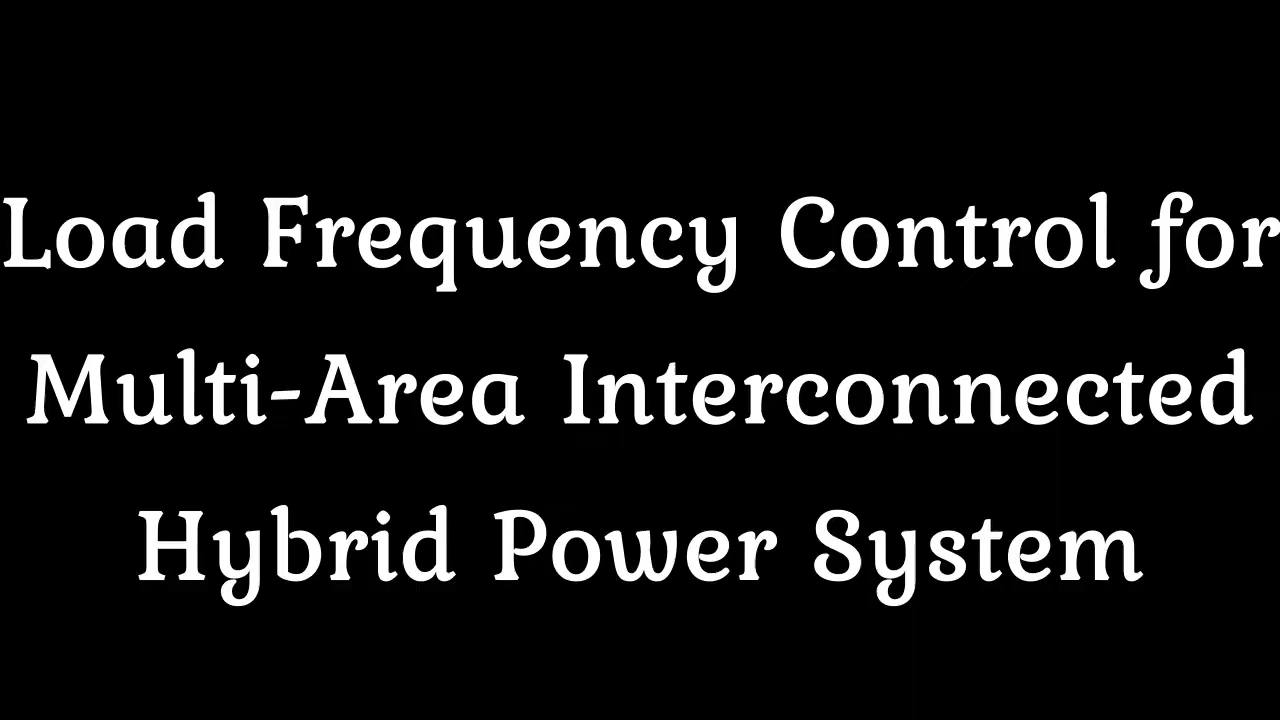 Load Frequency Control for
Multi-Area Interconnected
Hybrid Power System